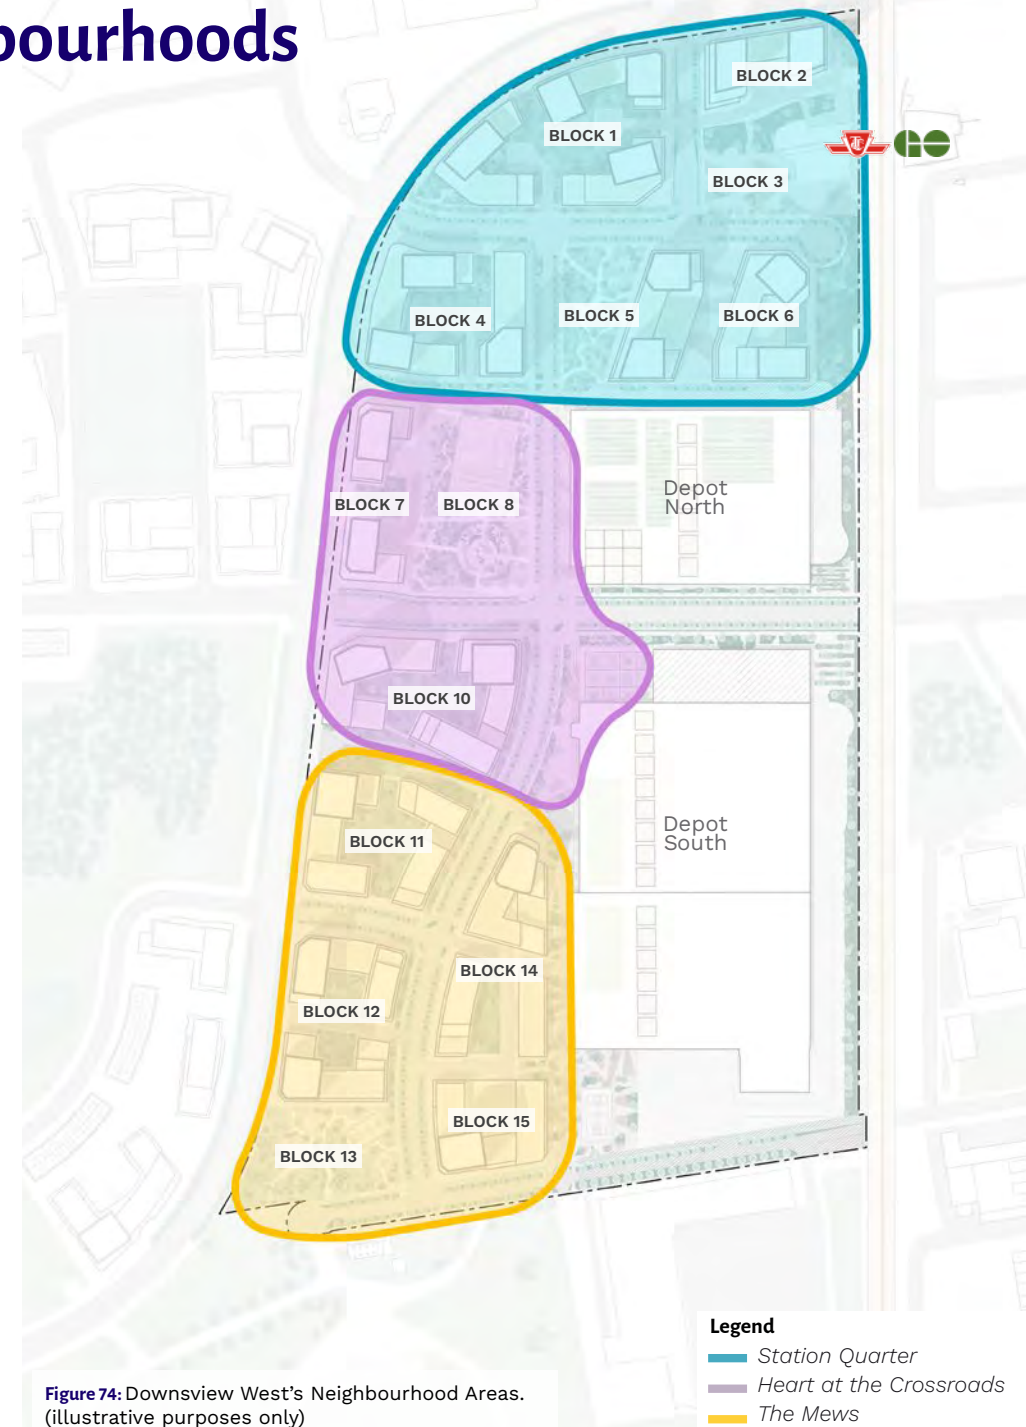 bourhoods
BLOCK 2
BLOCK 1
BLOCK 3
BLOCK 4
BLOCK 5
BLOCK 6
BLOCK 7
BLOCK 8
Depot
North
BLOCK 10
BLOCK 11
Depot
South
BLOCK 14
BLOCK 12
BLOCK 15
BLOCK 13
Legend
Station Quarter
Heart at the Crossroads
The Mews
Figure 74: Downsview West’s Neighbourhood Areas.
(illustrative purposes only)